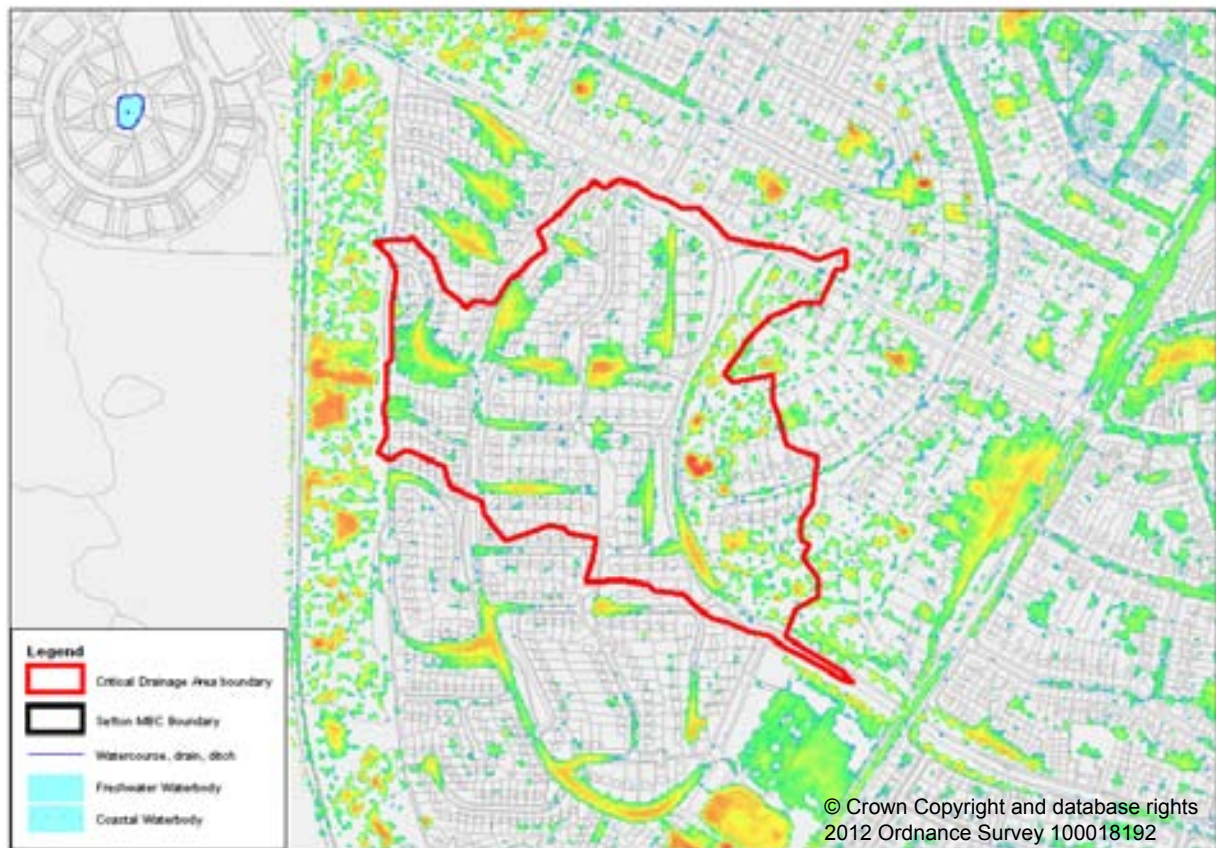 Legend
Critical Drainage Area boundary
Sefton MBC Boundary
Watercourse, drain, ditch
Freshwater Waterbody
Coastal Waterbody
© Crown Copyright and database rights
2012 Ordnance Survey 100018192